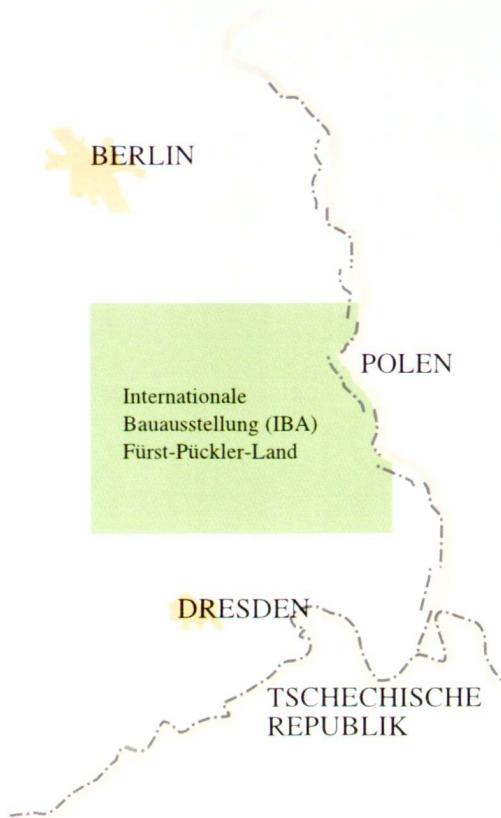 BERLIN
POLEN
Internationale
Bauausstellung (IBA)
Fürst-Pückler-Land
DRESDEN
TSCHECHISCHE
REPUBLIK